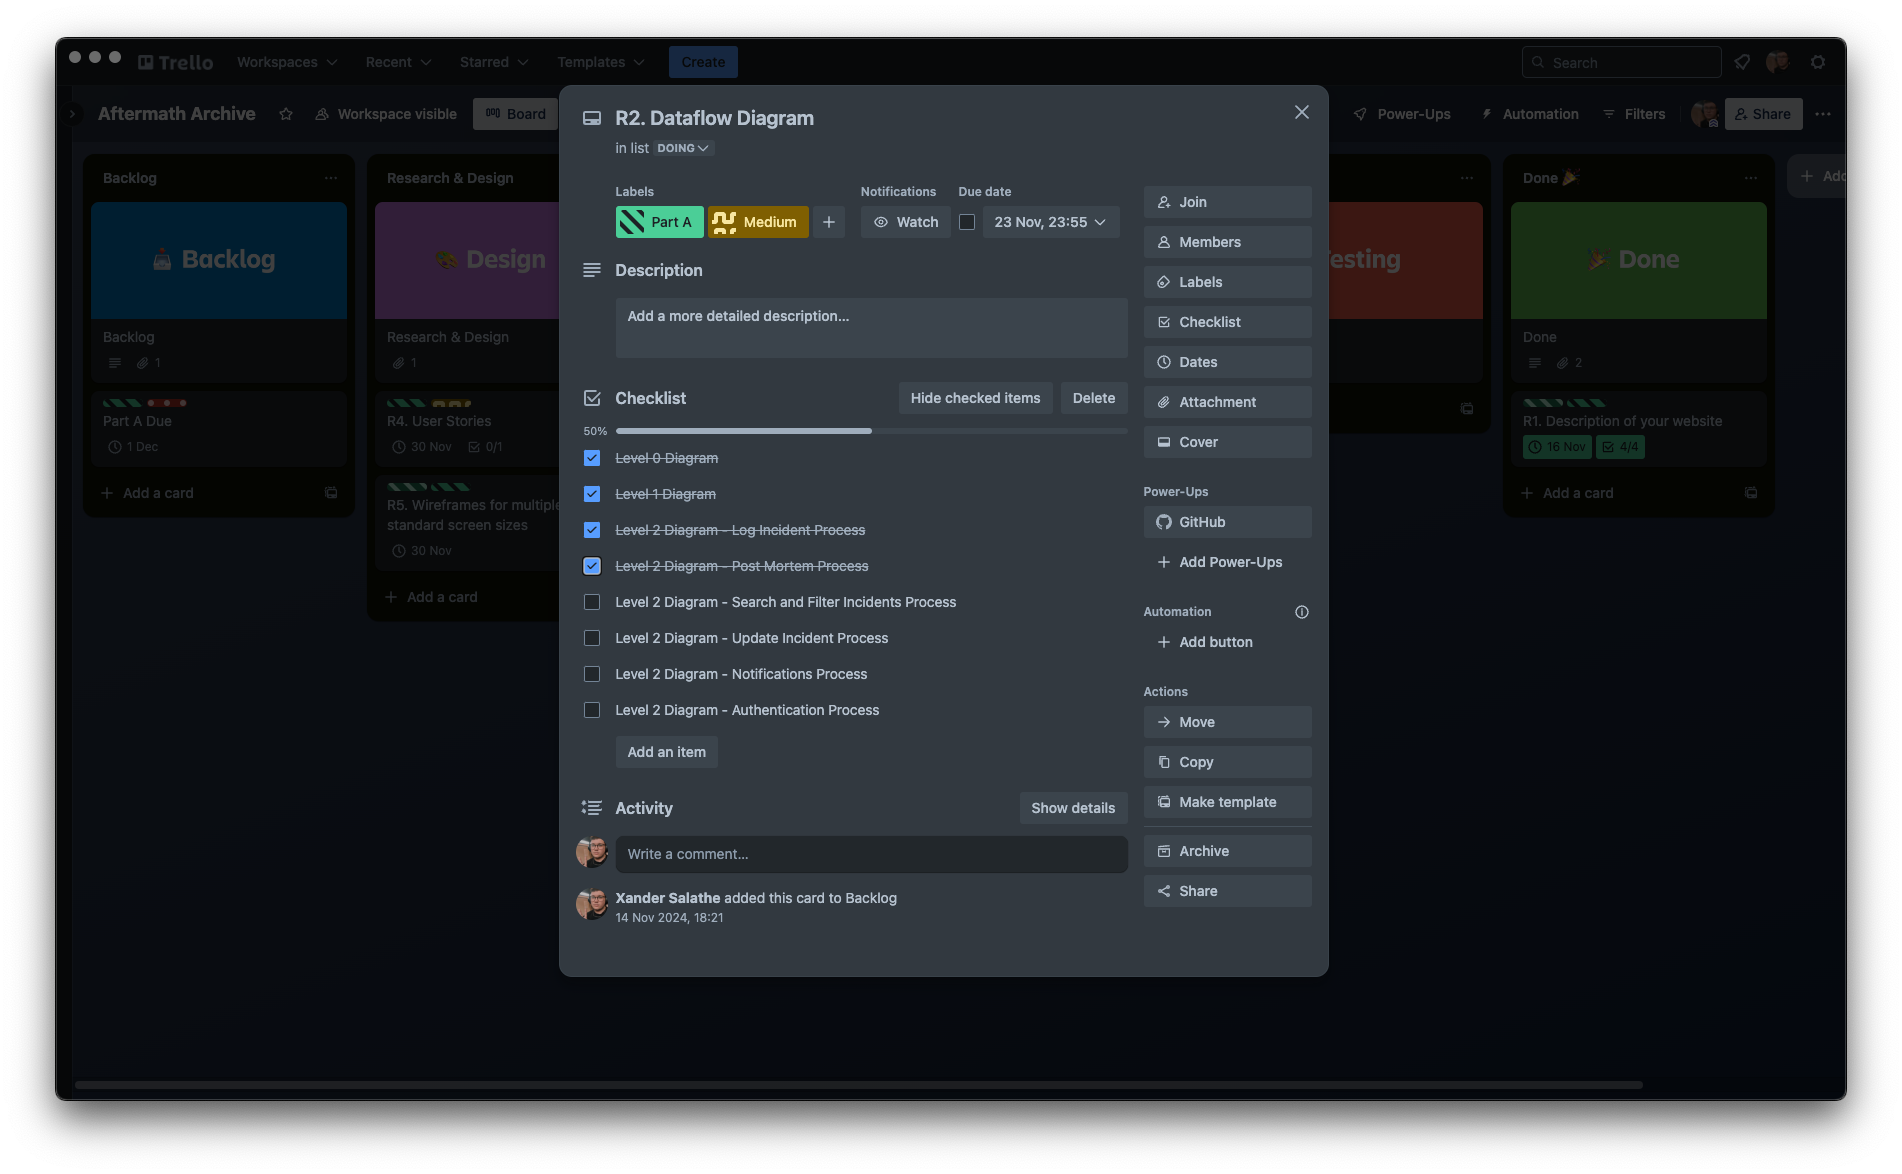 Trello
Workspaces
Recent
Starred
Templates
Create
Search
Aftermath Archive
Workspace visible
Board
Power-Ups
Automation
Filters
Share
Backlog
Backlog
Backlog
1
Part A Due
1 Dec
Add a card
Research & Design
Design
Research & Design
1
R4. User Stories
30 Nov
0/1
R5. Wireframes for multiple
standard screen sizes
30 Nov
Add a card
R2. Dataflow Diagram
in list DOING
Labels
Part A
Medium
Notifications
Watch
Due date
23 Nov, 23:55
Description
Add a more detailed description...
Checklist
Hide checked items
Delete
50%
Level 0 Diagram
Level 1 Diagram
Level 2 Diagram - Log Incident Process
Level 2 Diagram - Post Mortem Process
Level 2 Diagram - Search and Filter Incidents Process
Level 2 Diagram - Update Incident Process
Level 2 Diagram - Notifications Process
Level 2 Diagram - Authentication Process
Add an item
Activity
Show details
Write a comment...
Xander Salathe added this card to Backlog
14 Nov 2024, 18:21
Join
Members
Labels
Checklist
Dates
Attachment
Cover
Power-Ups
GitHub
Add Power-Ups
Automation
Add button
Actions
Move
Copy
Make template
Archive
Share
esting
Done
Done
Done
2
R1. Description of your website
16 Nov
4/4
Add a card
Add